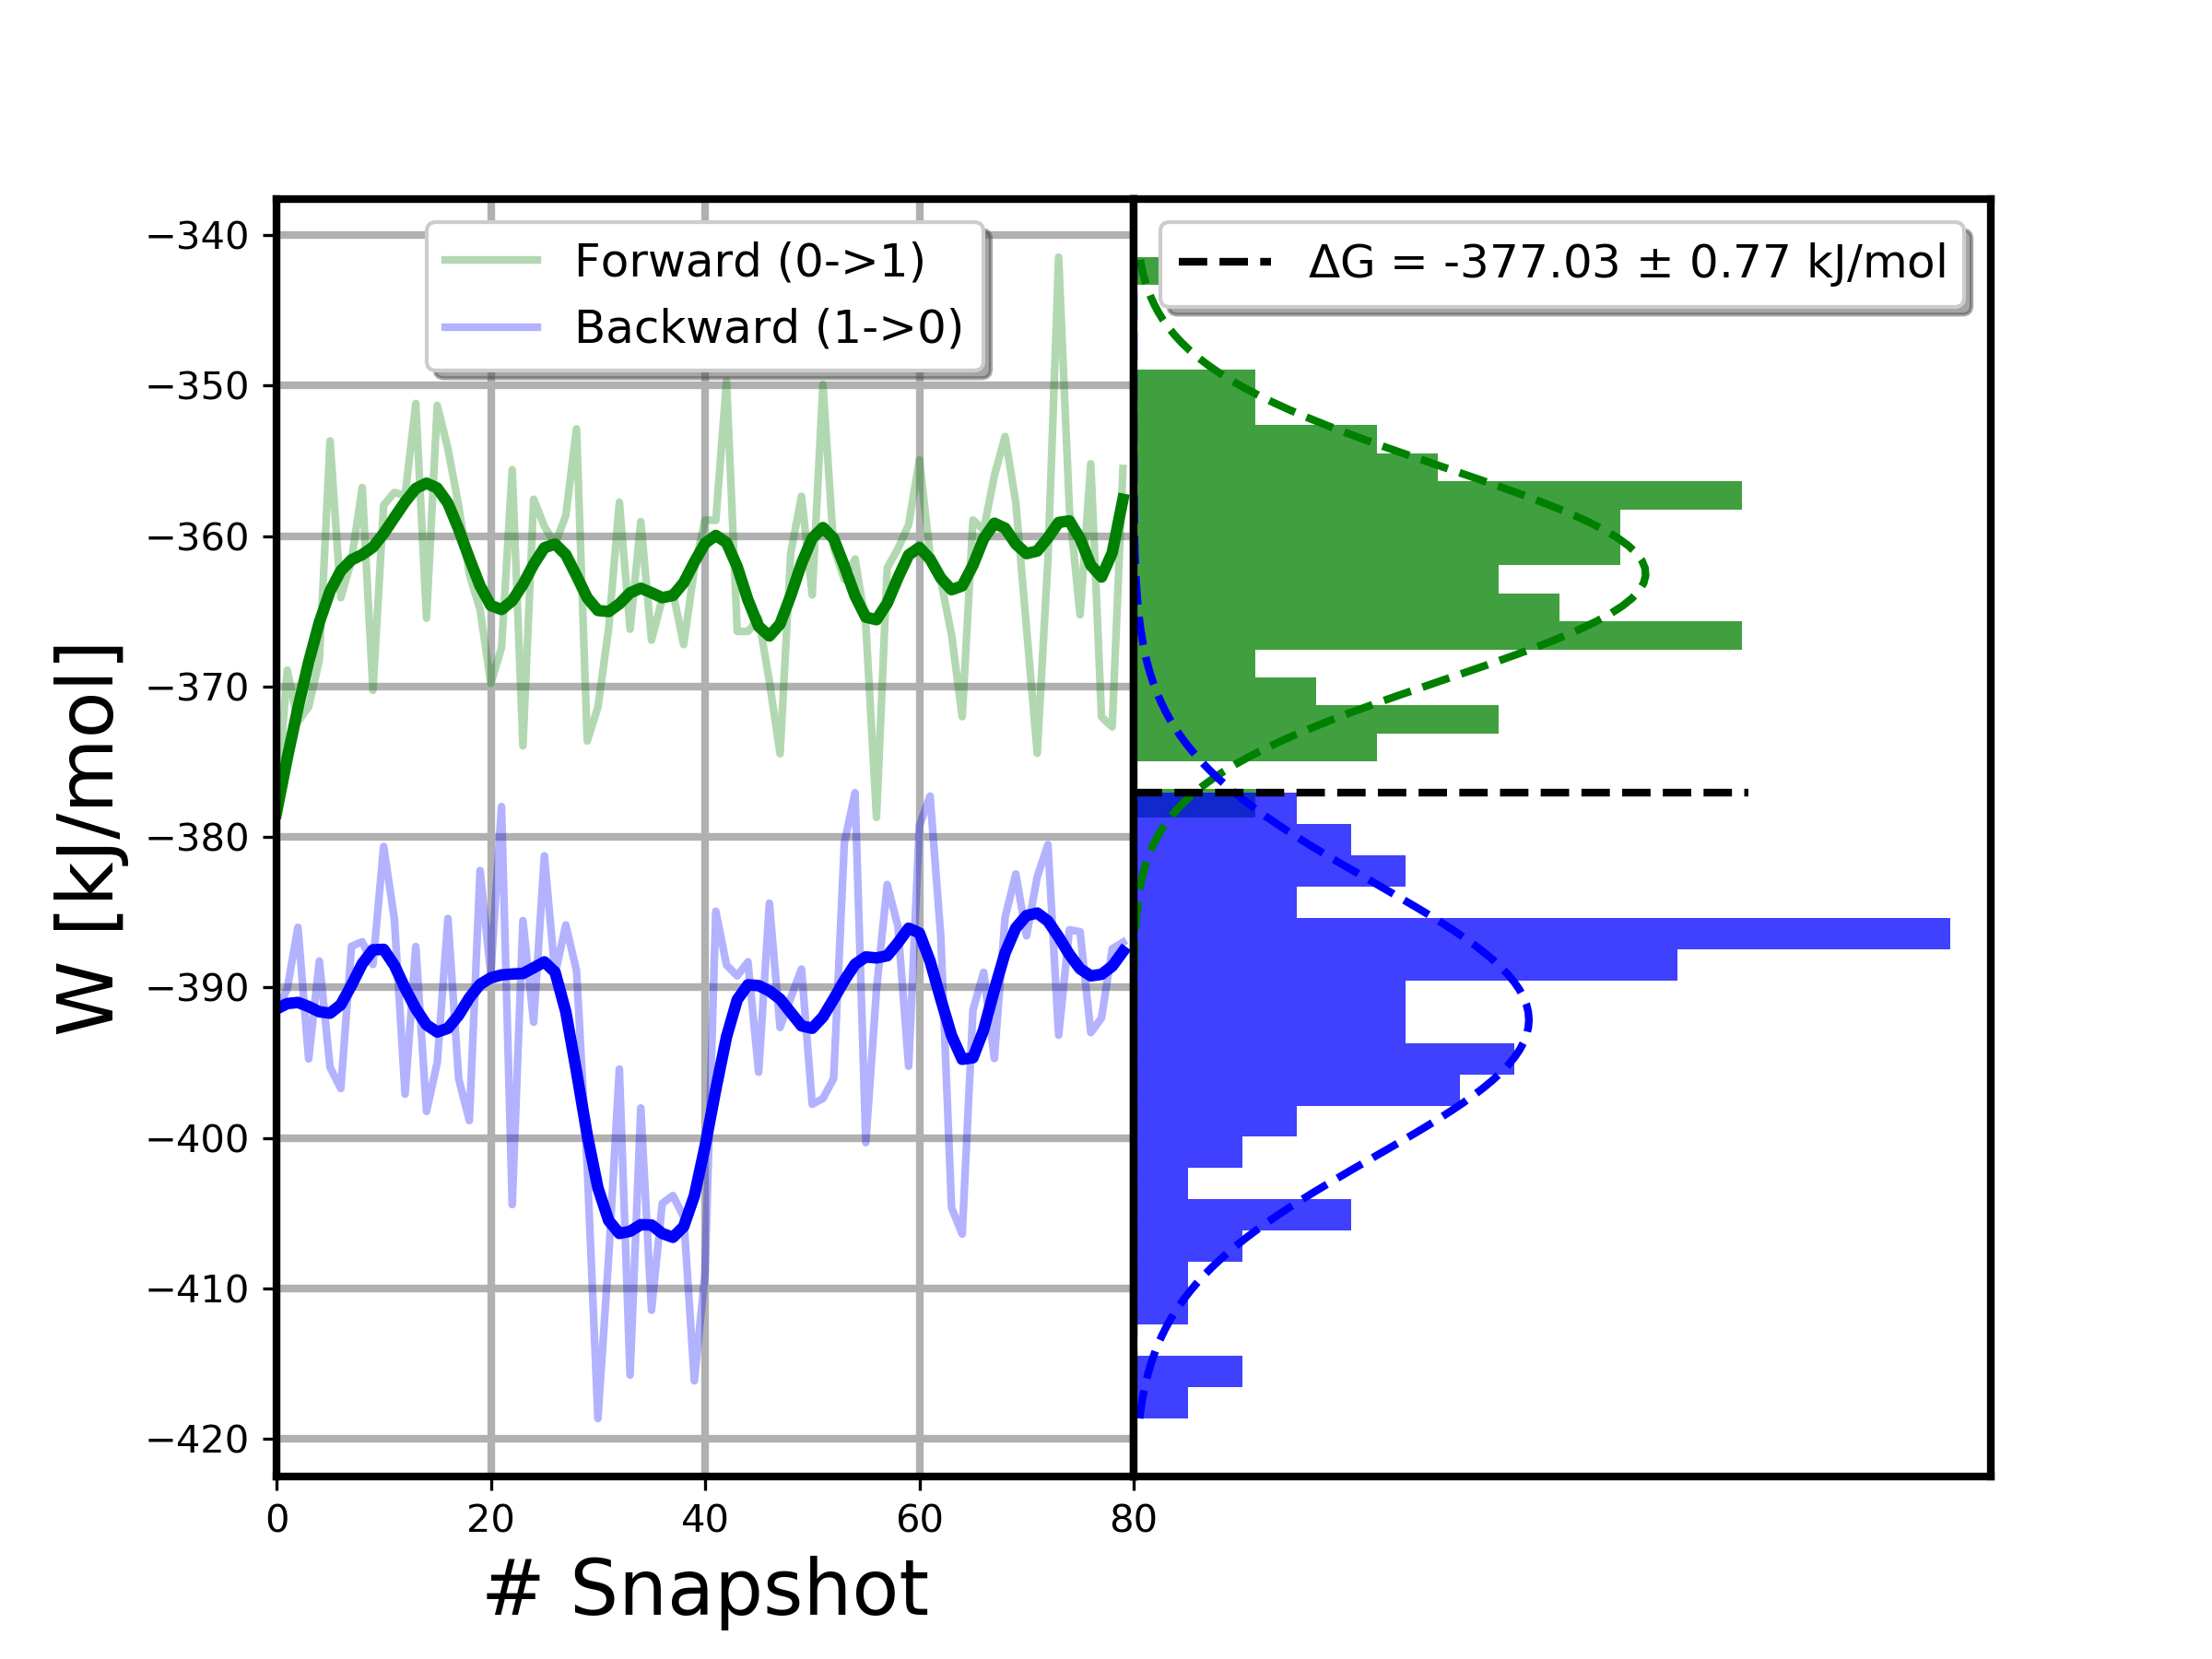 Forward (0->1)
Backward (1->0)
ΔG = -377.03 ± 0.77 kJ/mol
−340
−350
−360
−370
−380
−390
−400
−410
−420
W [kJ/mol]
0 20 40 60 80
# Snapshot